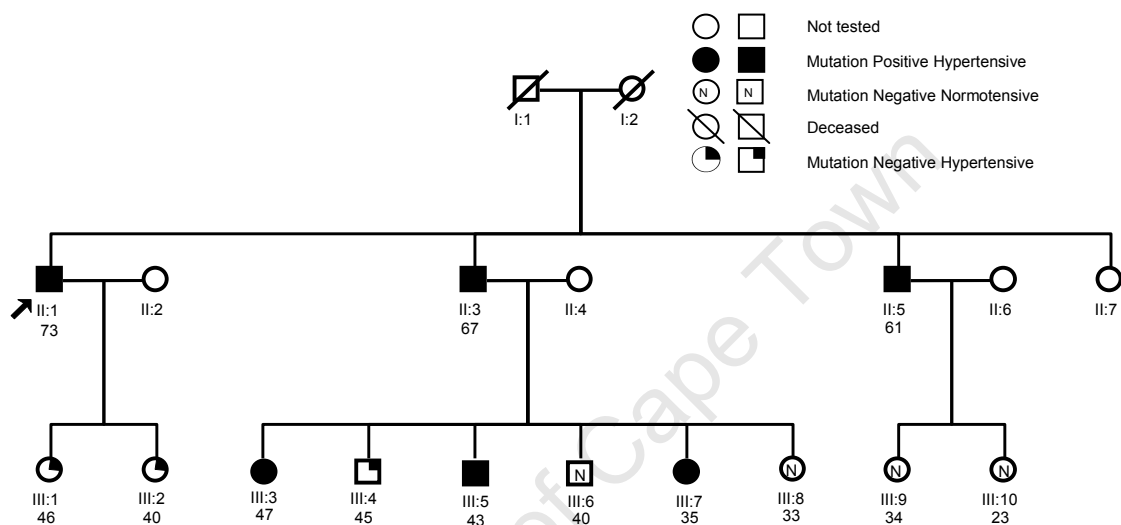 Not tested
Mutation Positive Hypertensive
N N Mutation Negative Normotensive
Deceased
Mutation Negative Hypertensive
I:1 I:2
of Cape Town
II:1 II:2 II:3 II:4 II:5 II:6 II:7
73 67 61
N N N N
III:1 III:2 III:3 III:4 III:5 III:6 III:7 III:8 III:9 III:10
46 40 47 45 43 40 35 33 34 23